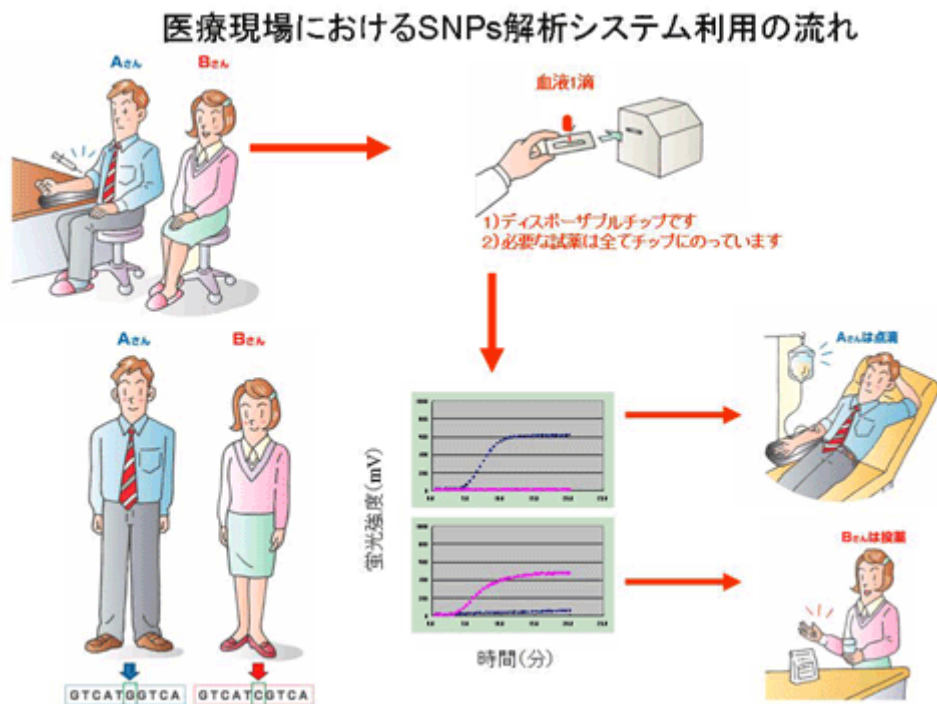 医療現場におけるSNPs解析システム利用の流れ
Aさん
Bさん
血液1滴
1)ディスポーザブルチップです
2)必要な試薬は全てチップにのっています
Aさん
Bさん
GTCATGGTCA
GTCATCGTCA
蛍光強度(mV)
時間(分)
Aさんは点滴
Bさんは投薬